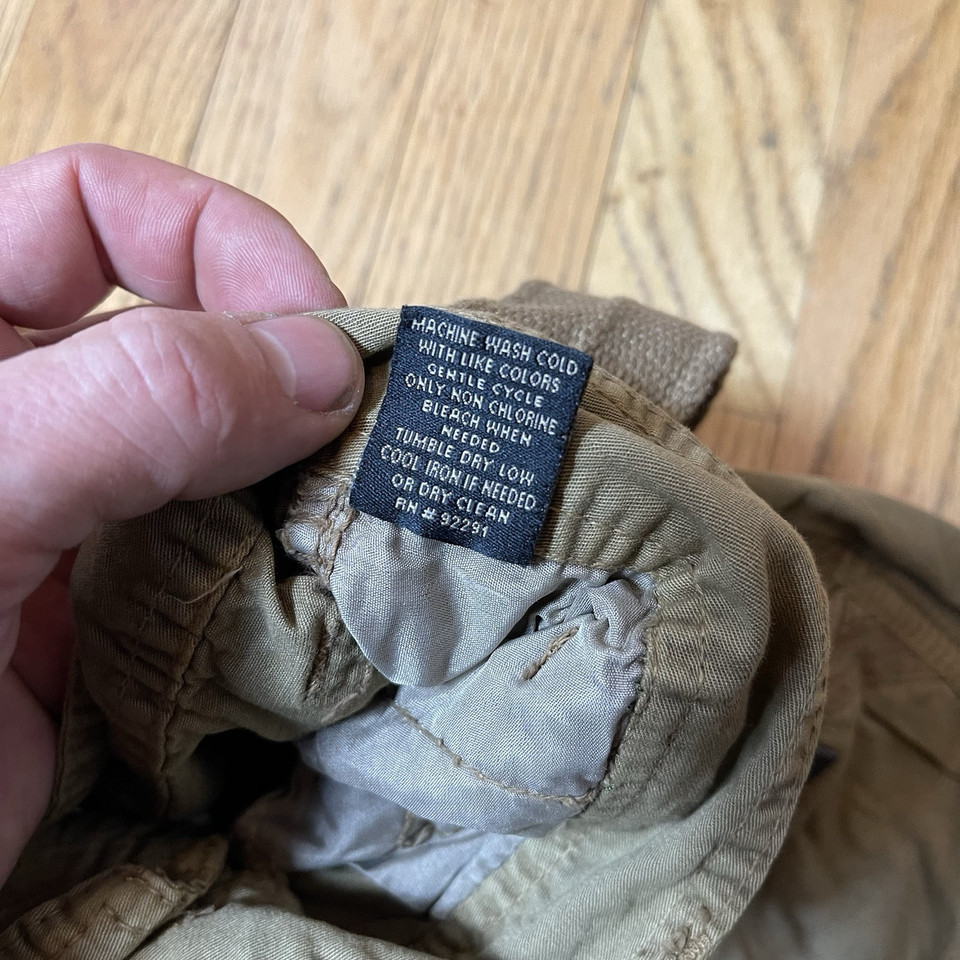 MACHINE WASH COLD
WITH LIKE COLORS
GENTLE CYCLE
ONLY NON CHLORINE
BLEACH WHEN
NEEDED
TUMBLE DRY LOW
COOL IRON IF NEEDED
OR DRY CLEAN
RN # 92291